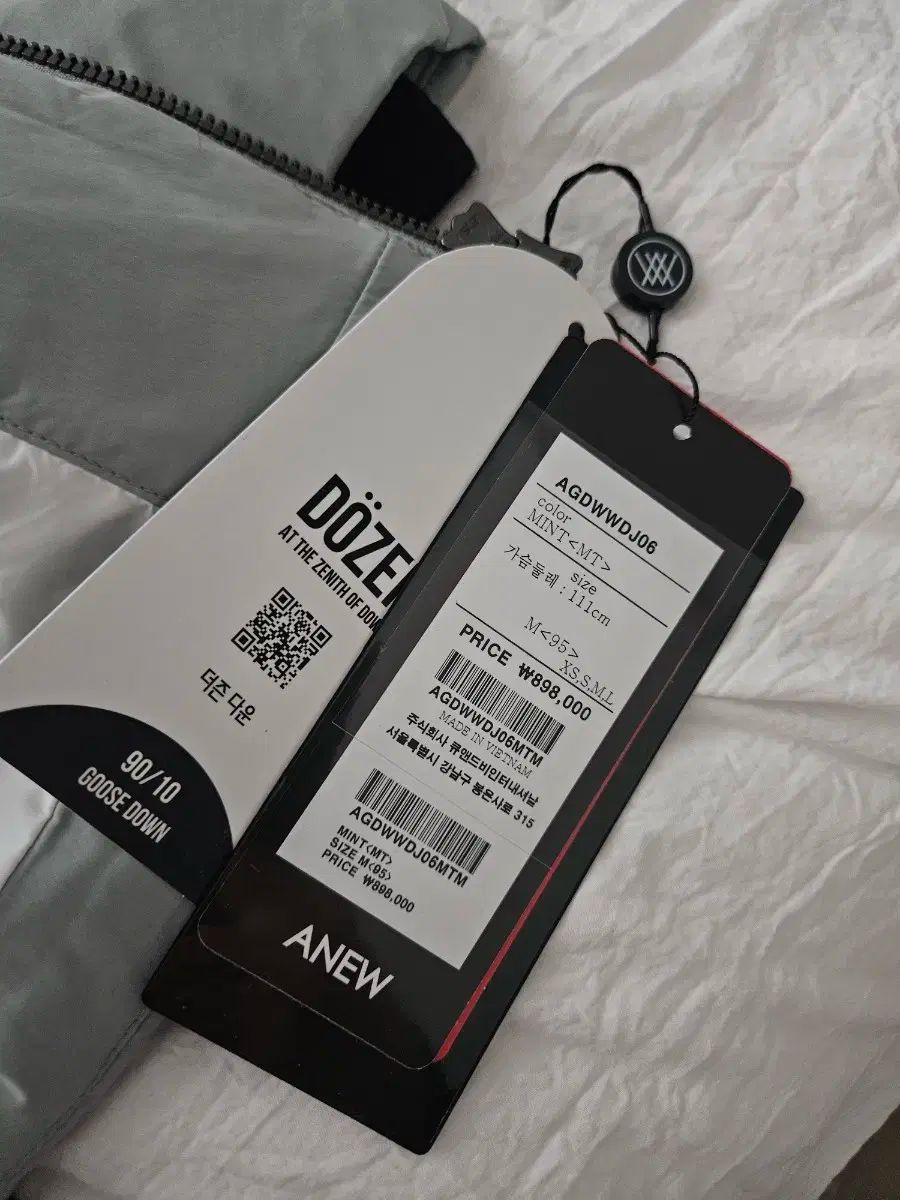 DÖZE
AT THE ZENITH OF
더즌 다운
90/10
GOOSE DOWN
AGDWWDJ06
color
MINT<MT>
size
가슴둘레 : 111cm
M<95>
XS,S,M,L
PRICE ₩898,000
AGDWWDJ06MTM
MADE IN VIETNAM
주식회사 큐앤드비인터내셔날
서울특별시 강남구 봉은사로 315
AGDWWDJ06MTM
MINT<MT>
SIZE M<95>
PRICE ₩898,000
ANEW